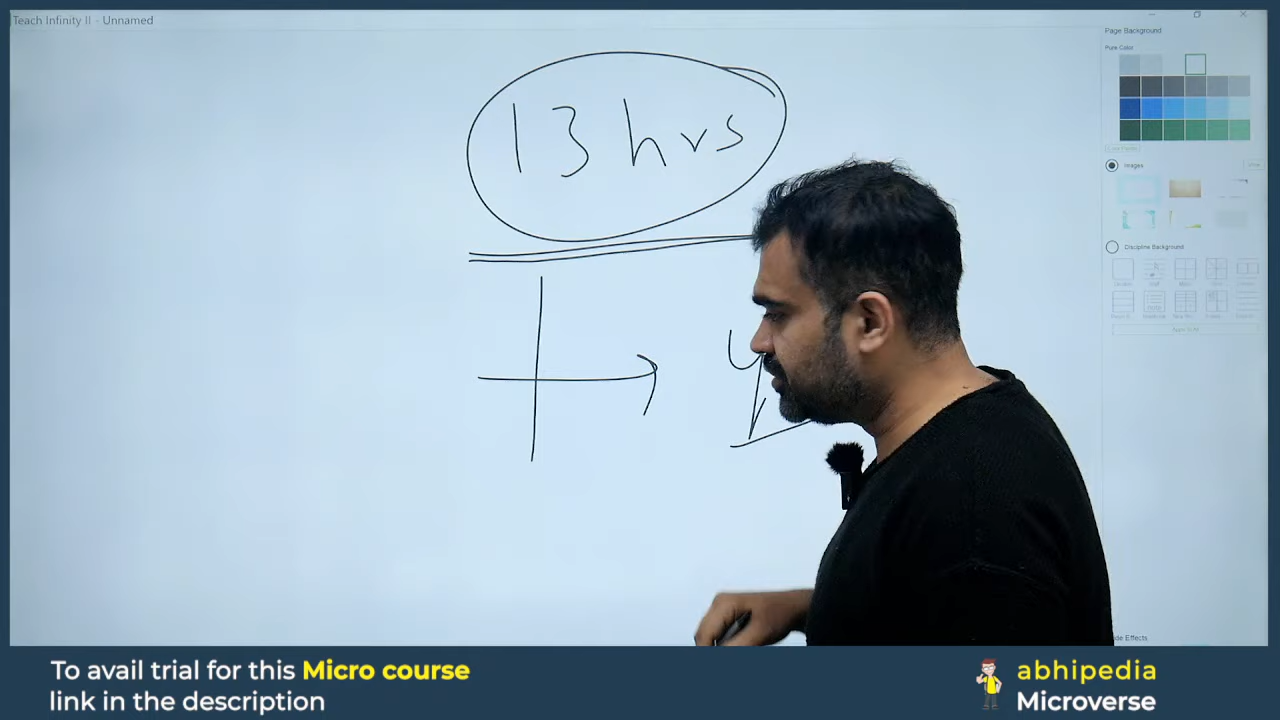 Teach Infinity II - Unnamed
Page Background
Pure Color
13 hrs
Images
Discipline Background
To avail trial for this Micro course
link in the description
abhipedia
Microverse